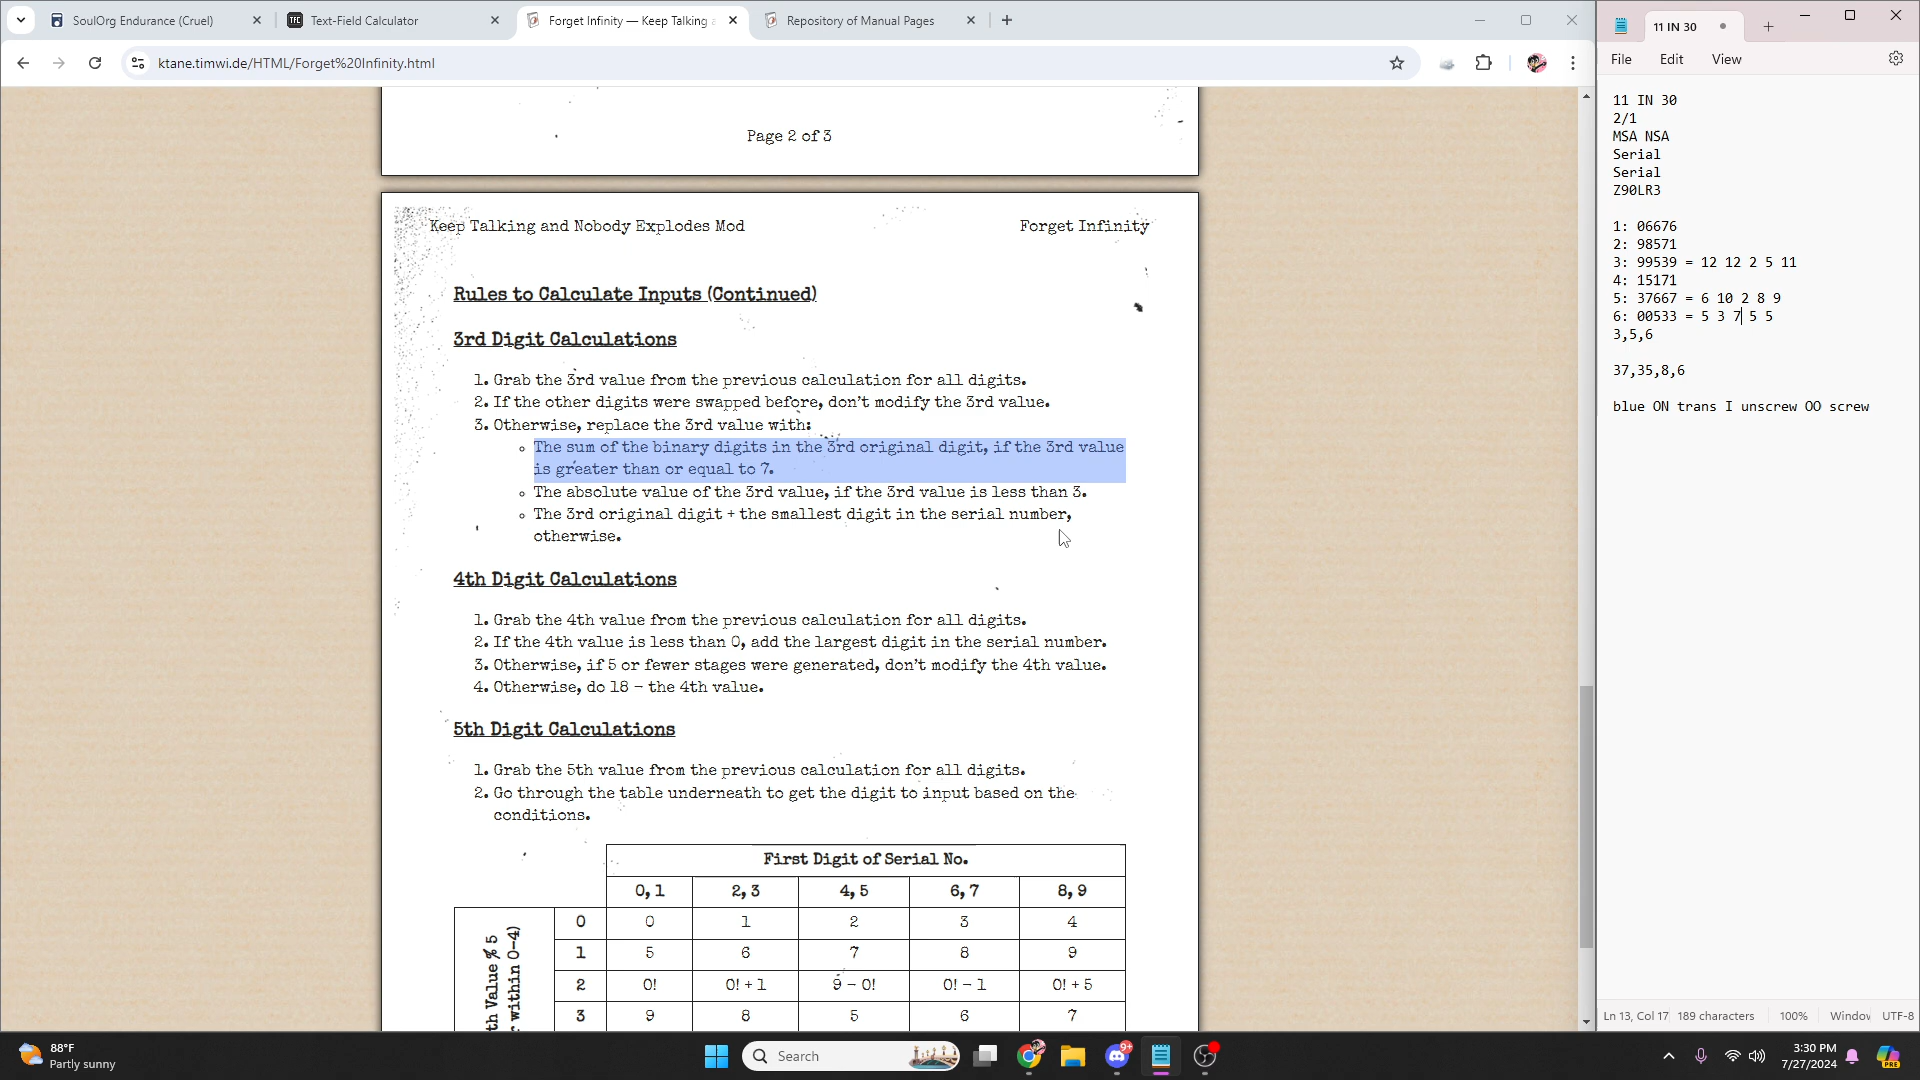 SoulOrg Endurance (Cruel)
Text-Field Calculator
Forget Infinity — Keep Talking a
Repository of Manual Pages
ktane.timwi.de/HTML/Forget%20Infinity.html
Page 2 of 3
Keep Talking and Nobody Explodes Mod
Forget Infinity
Rules to Calculate Inputs (Continued)
3rd Digit Calculations
1. Grab the 3rd value from the previous calculation for all digits.
2. If the other digits were swapped before, don't modify the 3rd value.
3. Otherwise, replace the 3rd value with:
The sum of the binary digits in the 3rd original digit, if the 3rd value
is greater than or equal to 7.
The absolute value of the 3rd value, if the 3rd value is less than 3.
The 3rd original digit + the smallest digit in the serial number,
otherwise.
4th Digit Calculations
1. Grab the 4th value from the previous calculation for all digits.
2. If the 4th value is less than 0, add the largest digit in the serial number.
3. Otherwise, if 5 or fewer stages were generated, don't modify the 4th value.
4. Otherwise, do 18 - the 4th value.
5th Digit Calculations
1. Grab the 5th value from the previous calculation for all digits.
2. Go through the table underneath to get the digit to input based on the
conditions.
First Digit of Serial No.
0, 1 2, 3 4, 5 6, 7 8, 9
0 0 1 2 3 4
1 5 6 7 8 9
2 0! 0! + 1 9 - 0! 0! - 1 0! + 5
3 9 8 5 6 7
th Value % 5
within 0-4)
11 IN 30
File Edit View
11 IN 30
2/1
MSA NSA
Serial
Serial
Z90LR3
1: 06676
2: 98571
3: 99539 = 12 12 2 5 11
4: 15171
5: 37667 = 6 10 2 8 9
6: 00533 = 5 3 7 5 5
3,5,6
37,35,8,6
blue ON trans I unscrew OO screw
Ln 13, Col 17 189 characters 100% Window UTF-8
88°F
Partly sunny
Search
9+
3:30 PM
7/27/2024
PRE